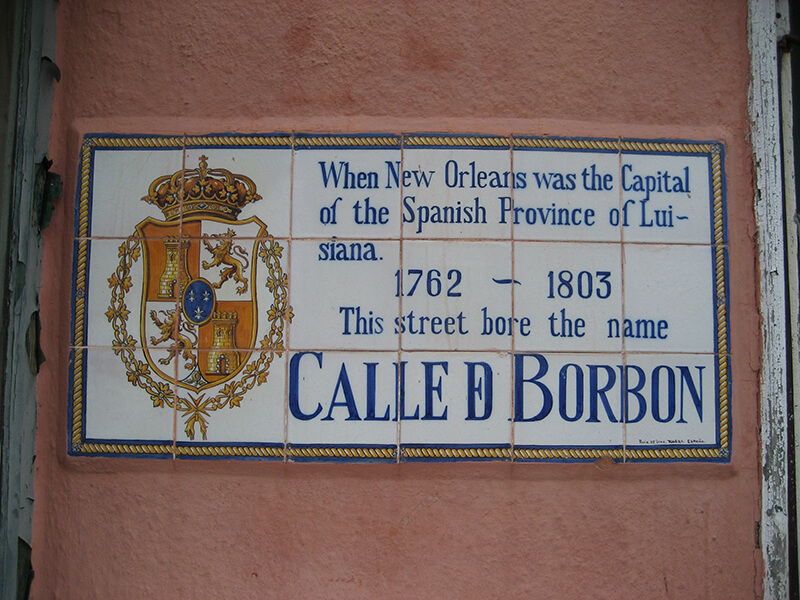 When New Orleans was the Capital
of the Spanish Province of Lui-
siana.
1762 - 1803
This street bore the name
CALLE D BORBON